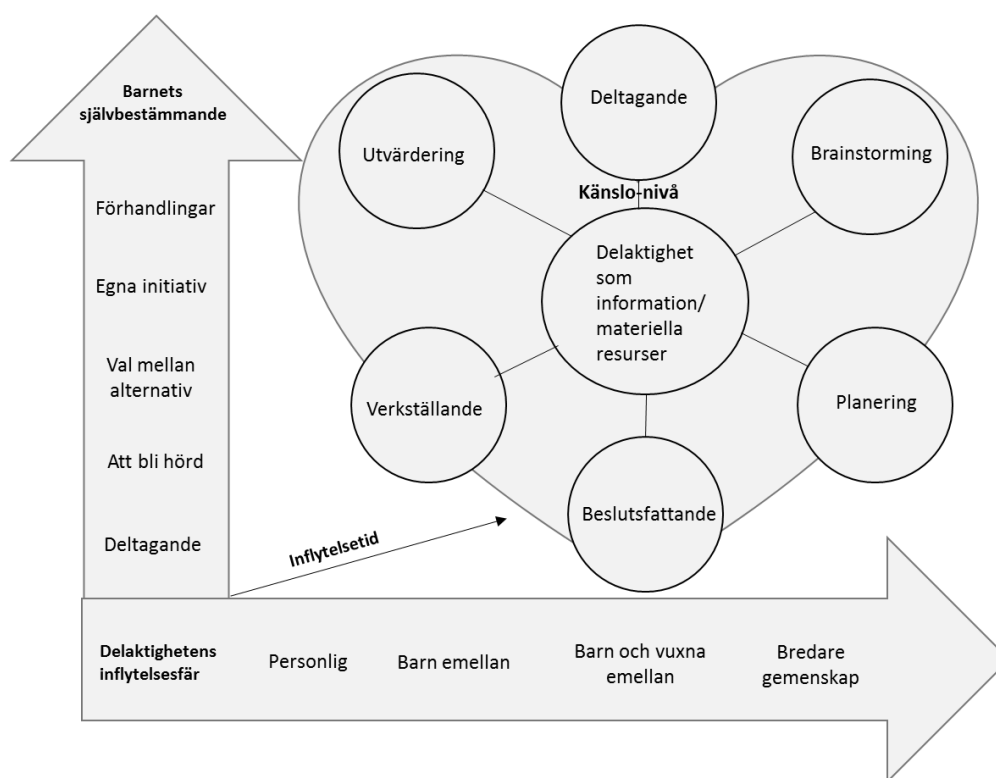 Barnets
självbestämmande
Förhandlingar
Egna initiativ
Val mellan
alternativ
Att bli hörd
Deltagande
Utvärdering
Deltagande
Brainstorming
Känslo-nivå
Delaktighet
som
information/
materiella
resurser
Verkställande
Planering
Beslutsfattande
Inflytelsetid
Delaktighetens
inflytelsesfär
Personlig
Barn emellan
Barn och vuxna
emellan
Bredare
gemenskap